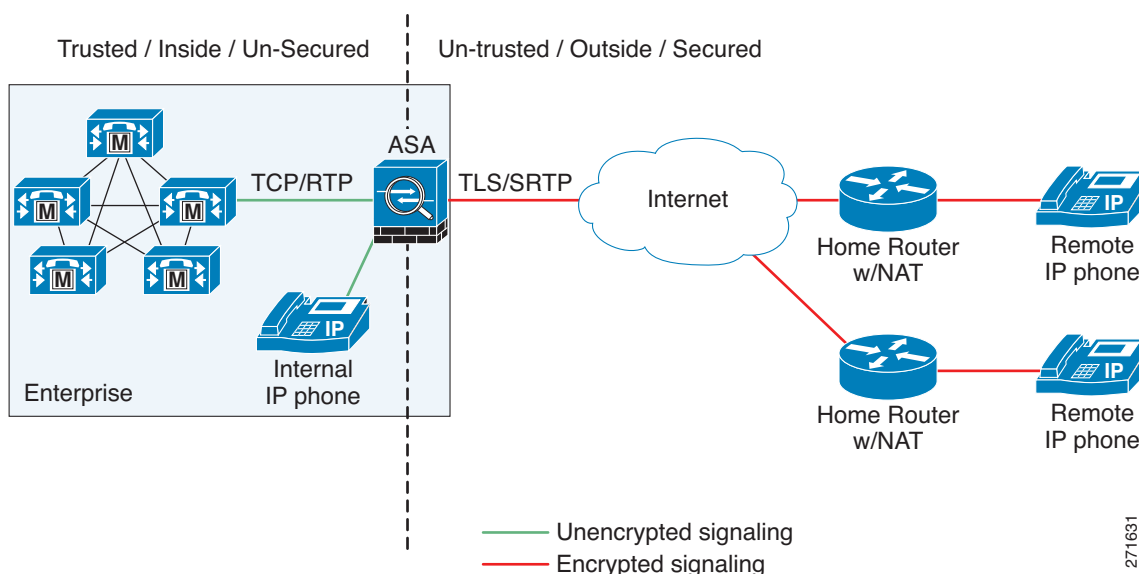 Trusted / Inside / Un-Secured
Un-trusted / Outside / Secured
M
ASA
M
M
TCP/RTP
TLS/SRTP
Internet
IP
M
M
Home Router
w/NAT
Remote
IP phone
IP
Internal
IP phone
Enterprise
IP
Home Router
w/NAT
Remote
IP phone
Unencrypted signaling
Encrypted signaling
271631